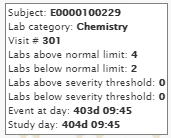 Subject: E0000100229
Lab category: Chemistry
Visit # 301
Labs above normal limit: 4
Labs below normal limit: 2
Labs above severity threshold: 0
Labs below severity threshold: 0
Event at day: 403d 09:45
Study day: 404d 09:45